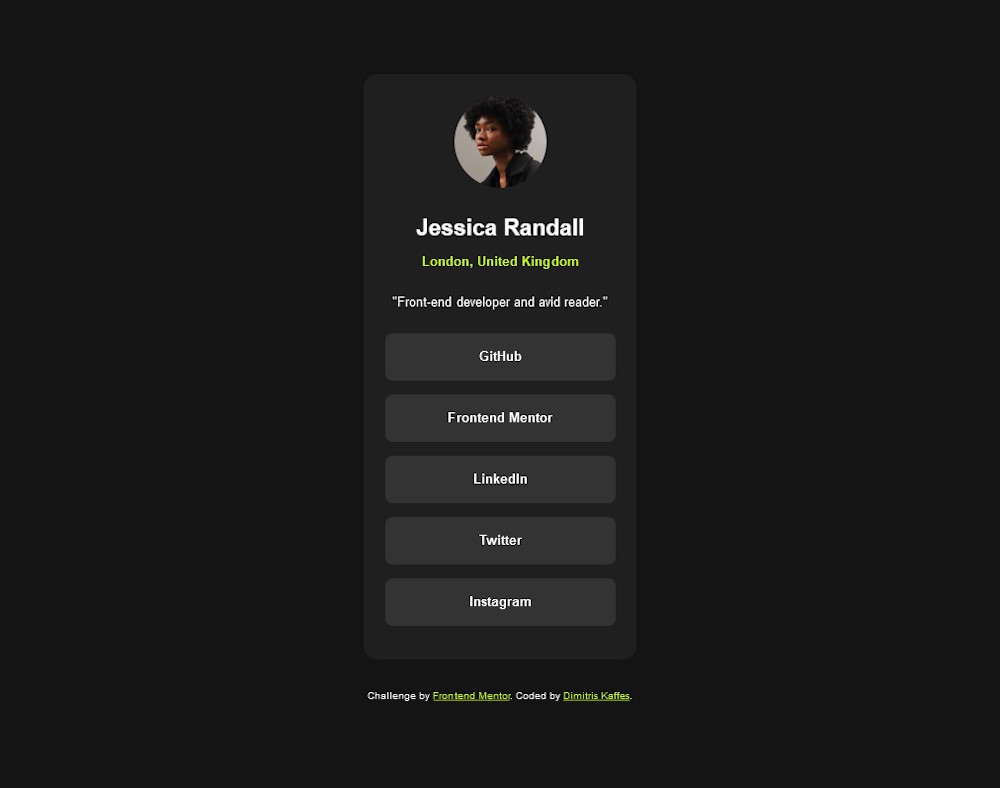 Jessica Randall
London, United Kingdom
"Front-end developer and avid reader."
GitHub
Frontend Mentor
LinkedIn
Twitter
Instagram
Challenge by Frontend Mentor. Coded by Dimitris Kaffes.